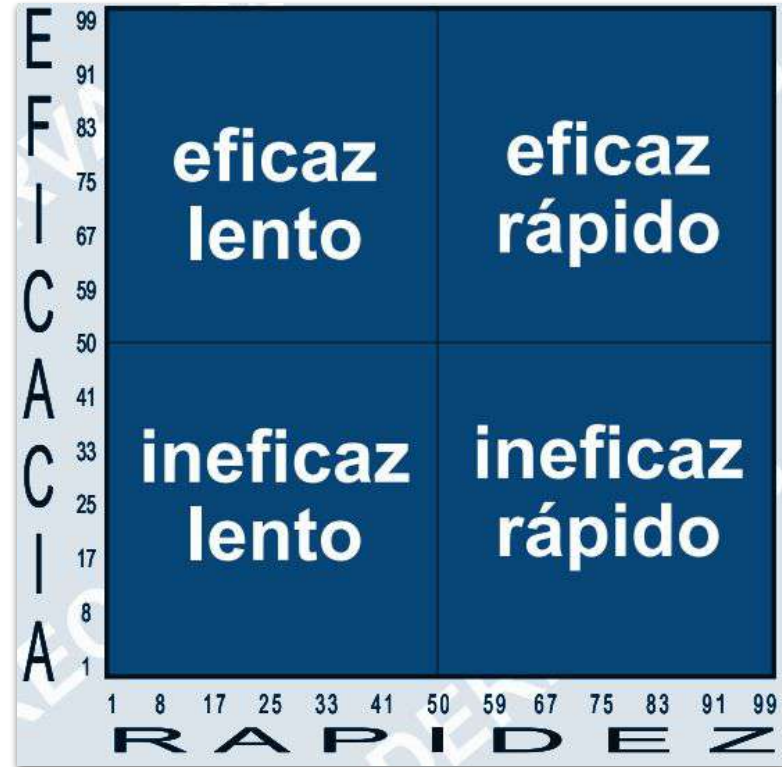 EFICACIA
99
91
83
75
67
59
50
41
33
25
17
8
1
eficaz
lento
eficaz
rápido
ineficaz
lento
ineficaz
rápido
1 8 17 25 33 41 50 59 67 75 83 91 99
RAPIDEZ